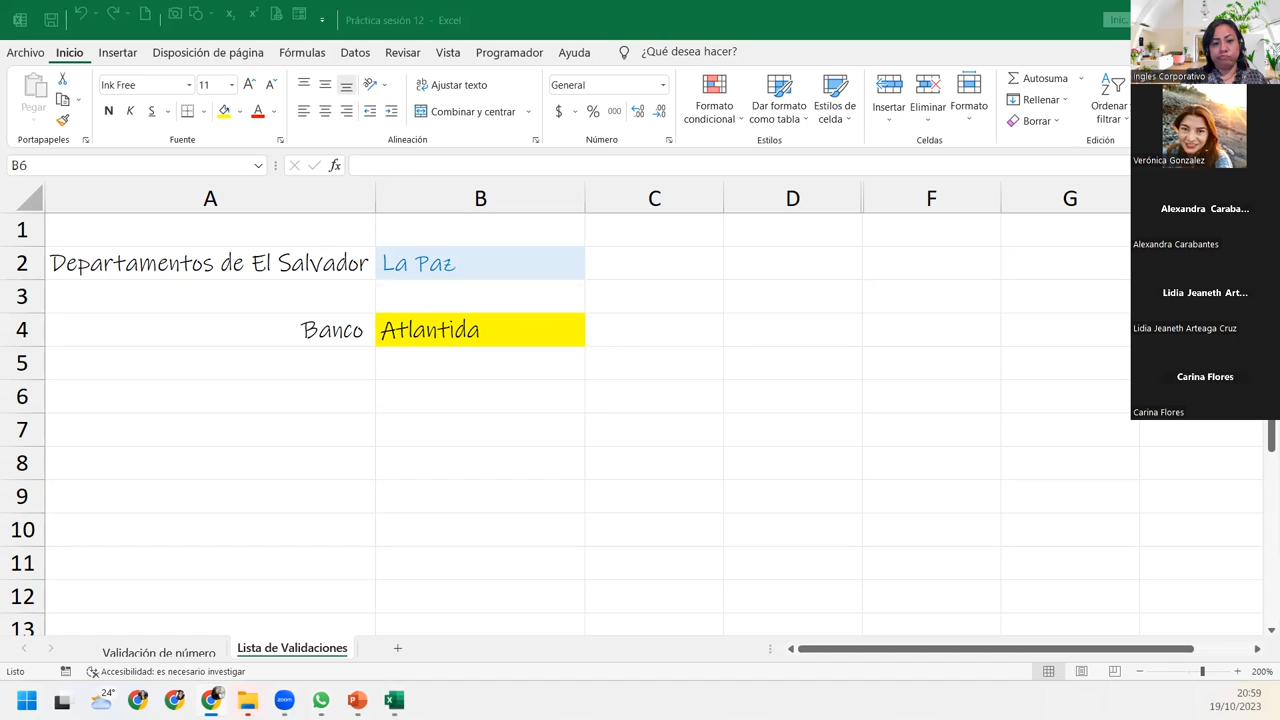 Práctica sesión 12 - Excel
Inic
Archivo Inicio Insertar Disposición de página Fórmulas Datos Revisar Vista Programador Ayuda ¿Qué desea hacer?
Pegar
Portapapeles
Ink Free 11
N K S
Fuente
Ajustar texto
Combinar y centrar
Alineación
General
$ % 000
Número
Formato condicional
Dar formato como tabla
Estilos de celda
Estilos
Insertar Eliminar Formato
Celdas
Autosuma
Rellenar
Borrar
Ordenar filtrar
Edición
B6
fx
A B C D F G
1
2 Departamentos de El Salvador La Paz
3
4 Banco Atlantida
5
6
7
8
9
10
11
12
13
Validación de número Lista de Validaciones
Listo Accesibilidad: es necesario investigar 200%
24°
zoom
20:59
19/10/2023
Ingles Corporativo
Verónica Gonzalez
Alexandra Caraba...
Alexandra Carabantes
Lidia Jeaneth Art...
Lidia Jeaneth Arteaga Cruz
Carina Flores
Carina Flores